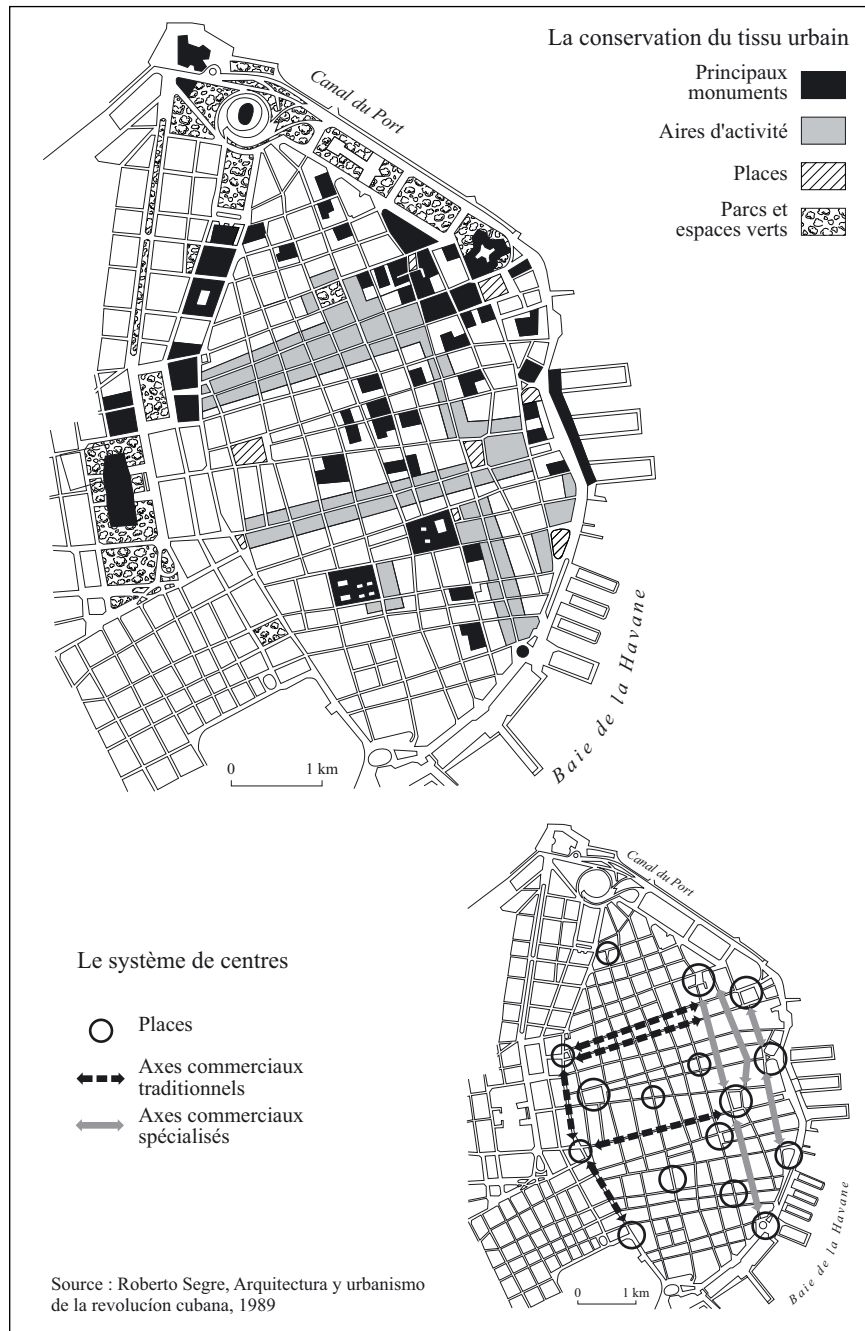 La conservation du tissu urbain
Principaux
monuments
Aires d'activité
Places
Parcs et
espaces verts
Canal du Port
Baie de la Havane
0 1 km
Le système de centres
Places
Axes commerciaux
traditionnels
Axes commerciaux
spécialisés
Canal du Port
Baie de la Havane
0 1 km
Source : Roberto Segre, Arquitectura y urbanismo
de la revolucíon cubana, 1989